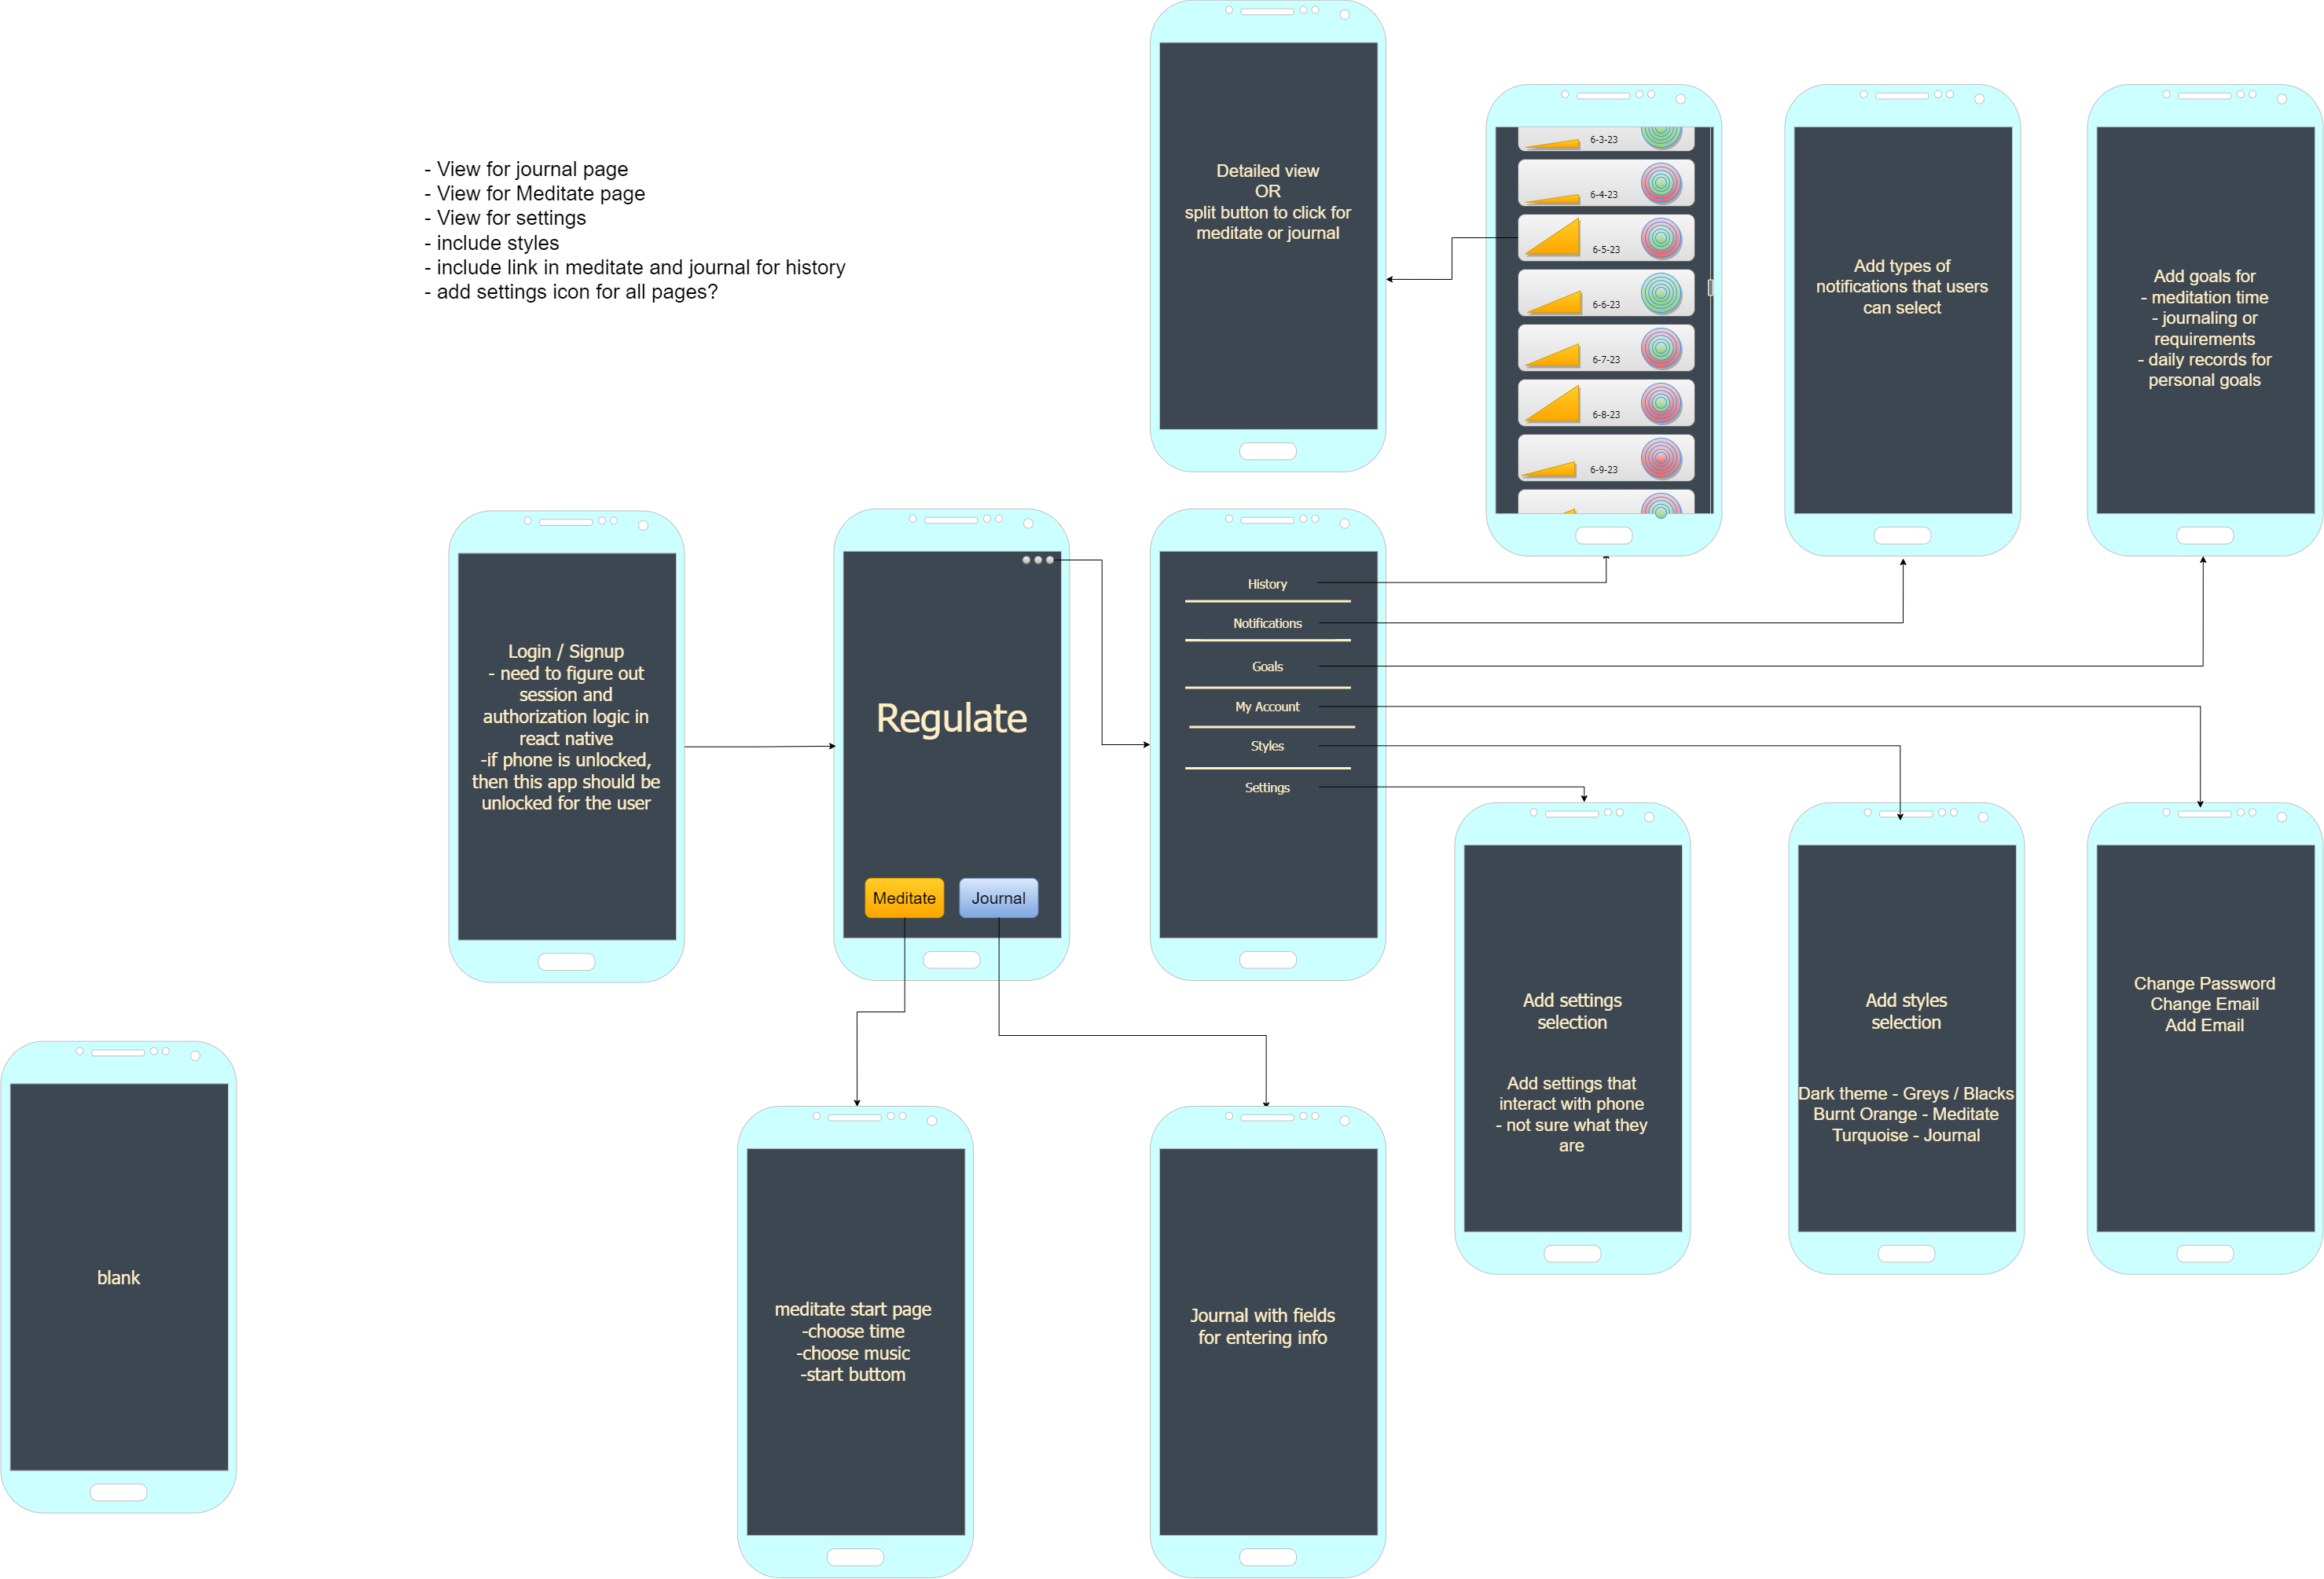 Detailed view
OR
split button to click for
meditate or journal
6-3-23
6-4-23
6-5-23
6-6-23
6-7-23
6-8-23
6-9-23
Add types of
notifications that users
can select
Add goals for
- meditation time
- journaling or
requirements
- daily records for
personal goals
- View for journal page
- View for Meditate page
- View for settings
- include styles
- include link in meditate and journal for history
- add settings icon for all pages?
Login / Signup
- need to figure out
session and
authorization logic in
react native
-if phone is unlocked,
then this app should be
unlocked for the user
Regulate
Meditate
Journal
History
Notifications
Goals
My Account
Styles
Settings
Add settings
selection
Add settings that
interact with phone
- not sure what they
are
Add styles
selection
Dark theme - Greys / Blacks
Burnt Orange - Meditate
Turquoise - Journal
Change Password
Change Email
Add Email
blank
meditate start page
-choose time
-choose music
-start buttom
Journal with fields
for entering info